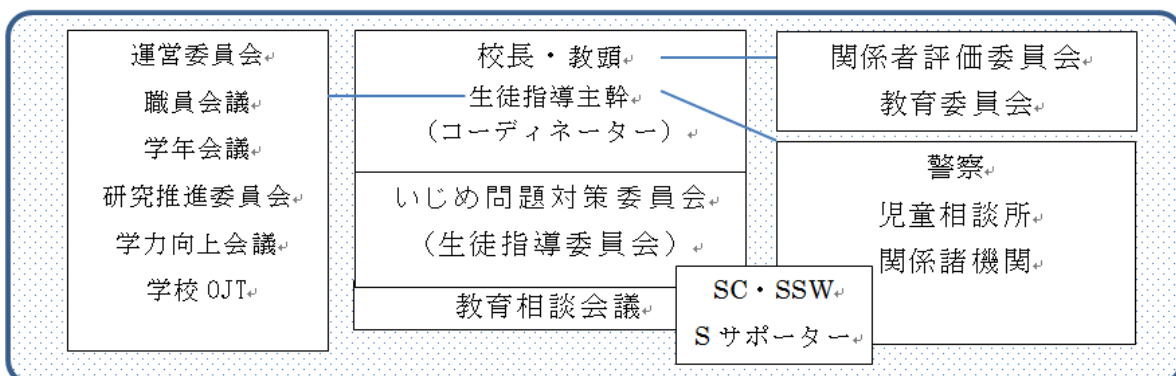 運営委員会
職員会議
学年会議
研究推進委員会
学力向上会議
学校OJT
校長・教頭
生徒指導主幹
（コーディネーター）
いじめ問題対策委員会
（生徒指導委員会）
教育相談会議
関係者評価委員会
教育委員会
警察
児童相談所
関係諸機関
SC・SSW
Sサポーター